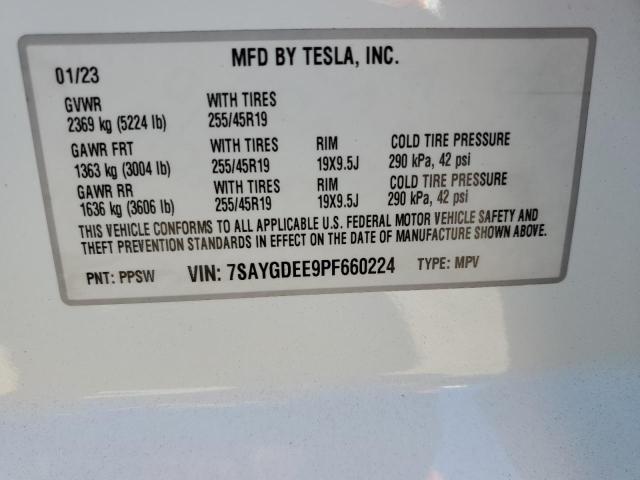 MFD BY TESLA, INC.
01/23
GVWR WITH TIRES
2369 kg (5224 lb) 255/45R19
GAWR FRT WITH TIRES RIM COLD TIRE PRESSURE
1363 kg (3004 lb) 255/45R19 19X9.5J 290 kPa, 42 psi
GAWR RR WITH TIRES RIM COLD TIRE PRESSURE
1636 kg (3606 lb) 255/45R19 19X9.5J 290 kPa, 42 psi
THIS VEHICLE CONFORMS TO ALL APPLICABLE U.S. FEDERAL MOTOR VEHICLE SAFETY AND
THEFT PREVENTION STANDARDS IN EFFECT ON THE DATE OF MANUFACTURE SHOWN ABOVE.
PNT: PPSW VIN: 7SAYGDEE9PF660224 TYPE: MPV